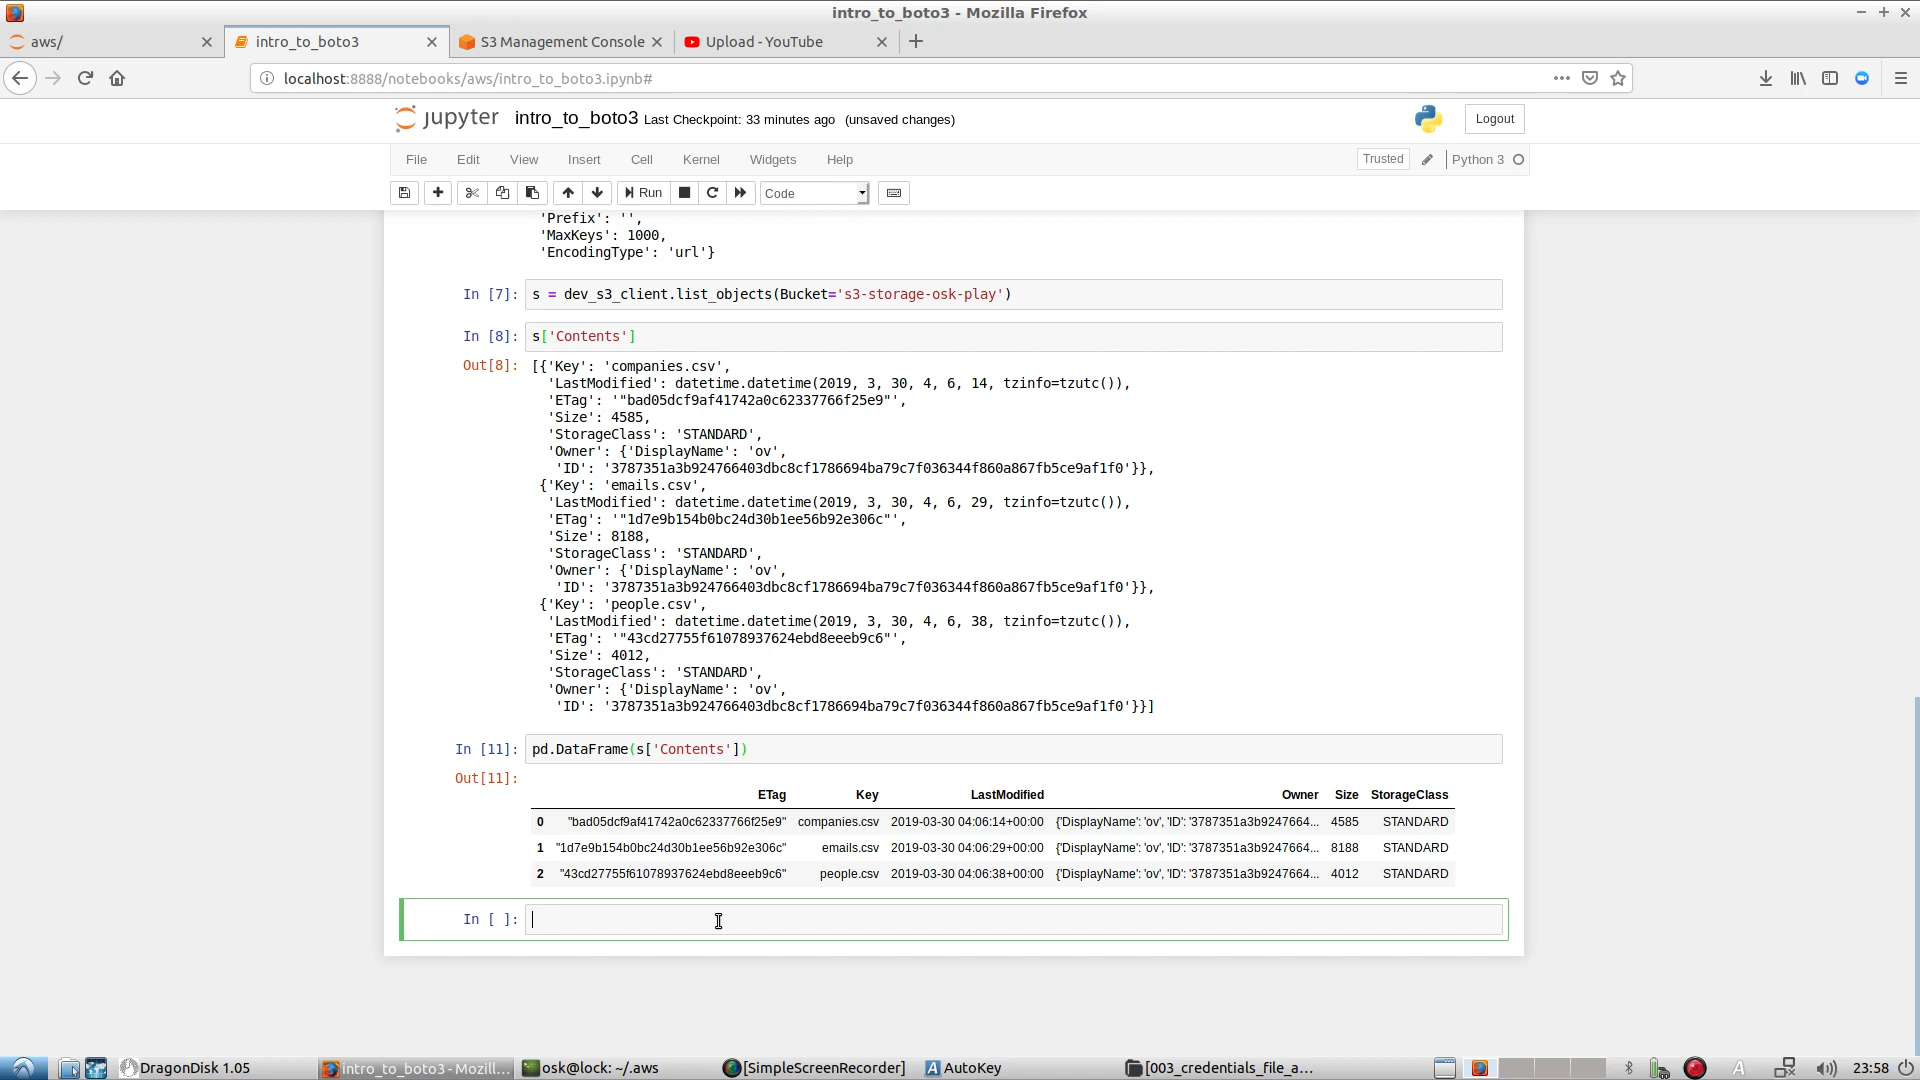 intro_to_boto3 - Mozilla Firefox
aws/
intro_to_boto3
S3 Management Console
Upload - YouTube
localhost:8888/notebooks/aws/intro_to_boto3.ipynb#
jupyter intro_to_boto3 Last Checkpoint: 33 minutes ago (unsaved changes)
Logout
File Edit View Insert Cell Kernel Widgets Help
Trusted
Python 3
Run
Code
'Prefix': '',
'MaxKeys': 1000,
'EncodingType': 'url'}
In [7]: s = dev_s3_client.list_objects(Bucket='s3-storage-osk-play')
In [8]: s['Contents']
Out[8]: [{'Key': 'companies.csv',
'LastModified': datetime.datetime(2019, 3, 30, 4, 6, 14, tzinfo=tzutc()),
'ETag': '"bad05dcf9af41742a0c62337766f25e9"',
'Size': 4585,
'StorageClass': 'STANDARD',
'Owner': {'DisplayName': 'ov',
'ID': '3787351a3b924766403dbc8cf1786694ba79c7f036344f860a867fb5ce9af1f0'}},
{'Key': 'emails.csv',
'LastModified': datetime.datetime(2019, 3, 30, 4, 6, 29, tzinfo=tzutc()),
'ETag': '"1d7e9b154b0bc24d30b1ee56b92e306c"',
'Size': 8188,
'StorageClass': 'STANDARD',
'Owner': {'DisplayName': 'ov',
'ID': '3787351a3b924766403dbc8cf1786694ba79c7f036344f860a867fb5ce9af1f0'}},
{'Key': 'people.csv',
'LastModified': datetime.datetime(2019, 3, 30, 4, 6, 38, tzinfo=tzutc()),
'ETag': '"43cd27755f61078937624ebd8eeeb9c6"',
'Size': 4012,
'StorageClass': 'STANDARD',
'Owner': {'DisplayName': 'ov',
'ID': '3787351a3b924766403dbc8cf1786694ba79c7f036344f860a867fb5ce9af1f0'}}]
In [11]: pd.DataFrame(s['Contents'])
Out[11]:
ETag Key LastModified Owner Size StorageClass
0 "bad05dcf9af41742a0c62337766f25e9" companies.csv 2019-03-30 04:06:14+00:00 {'DisplayName': 'ov', 'ID': '3787351a3b9247664... 4585 STANDARD
1 "1d7e9b154b0bc24d30b1ee56b92e306c" emails.csv 2019-03-30 04:06:29+00:00 {'DisplayName': 'ov', 'ID': '3787351a3b9247664... 8188 STANDARD
2 "43cd27755f61078937624ebd8eeeb9c6" people.csv 2019-03-30 04:06:38+00:00 {'DisplayName': 'ov', 'ID': '3787351a3b9247664... 4012 STANDARD
In [ ]:
DragonDisk 1.05
intro_to_boto3 - Mozill...
osk@lock: ~/.aws
[SimpleScreenRecorder]
AutoKey
[003_credentials_file_a...
23:58